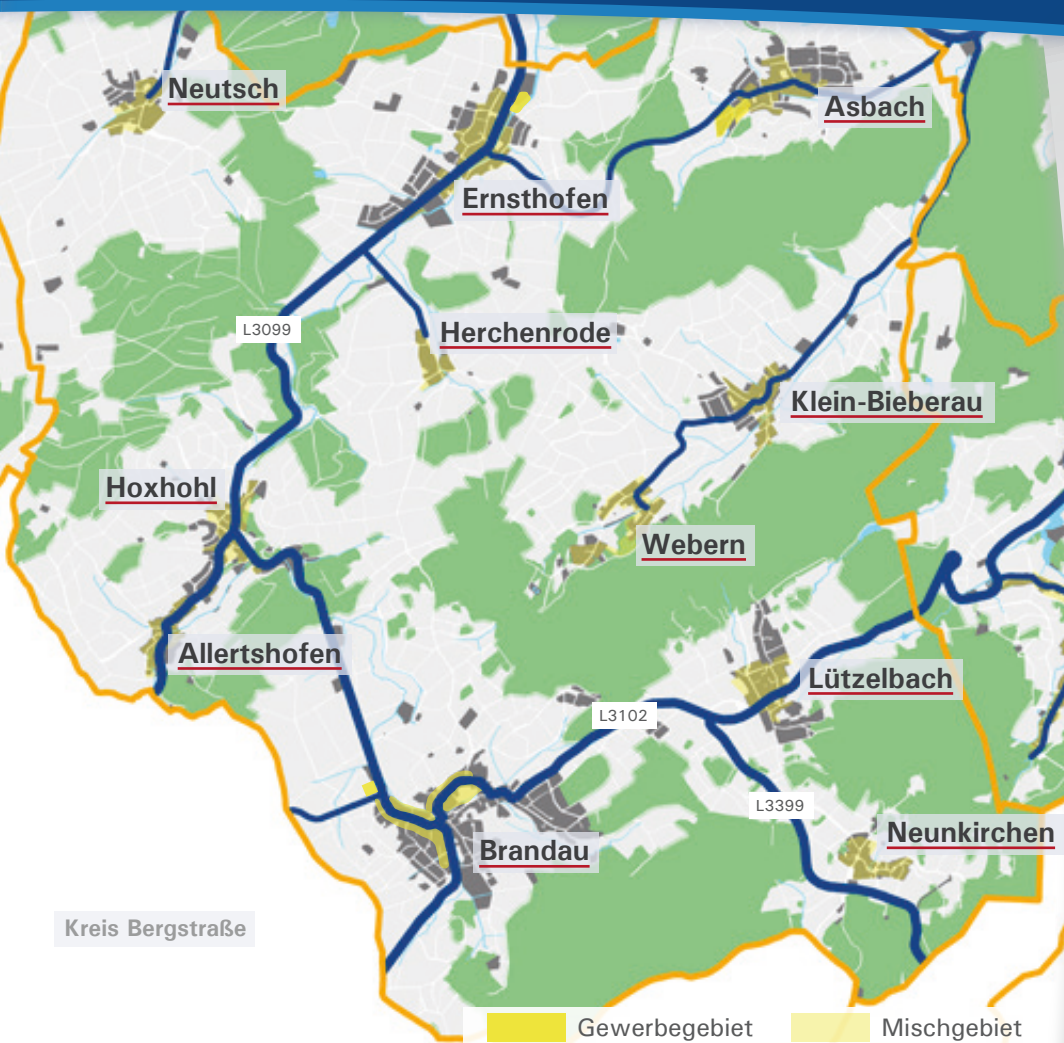 Neutsch
Asbach
Ernsthofen
L3099
Herchenrode
Klein-Bieberau
Hoxhohl
Webern
Allertshofen
Lützelbach
L3102
L3399
Neunkirchen
Brandau
Kreis Bergstraße
Gewerbegebiet
Mischgebiet